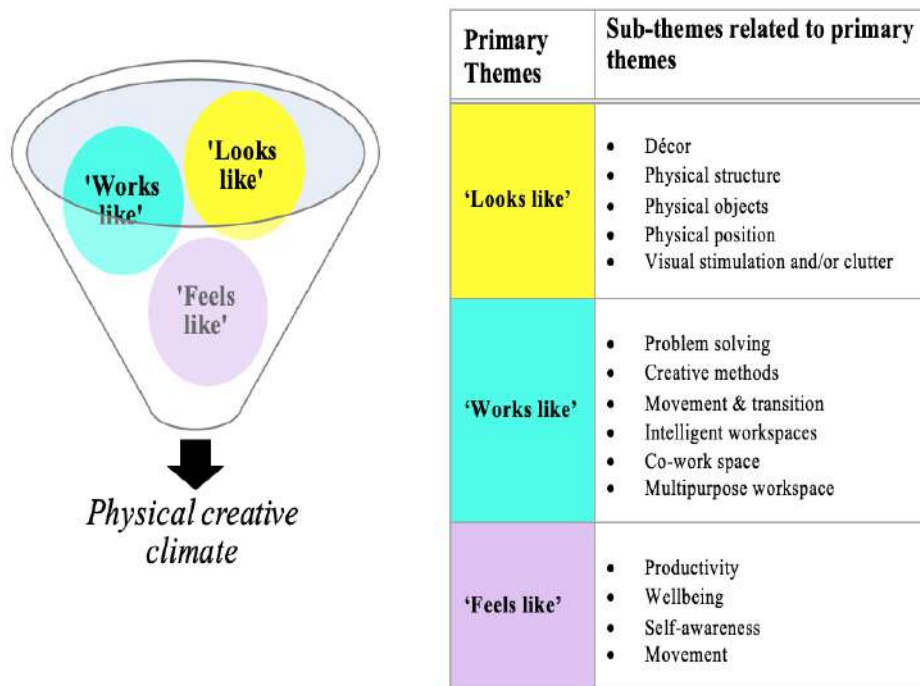 'Looks
like'
'Works
like'
'Feels
like'
Physical creative
climate
Primary
Themes
Sub-themes related to primary
themes
‘Looks like’
• Décor
• Physical structure
• Physical objects
• Physical position
• Visual stimulation and/or clutter
‘Works like’
• Problem solving
• Creative methods
• Movement & transition
• Intelligent workspaces
• Co-work space
• Multipurpose workspace
‘Feels like’
• Productivity
• Wellbeing
• Self-awareness
• Movement